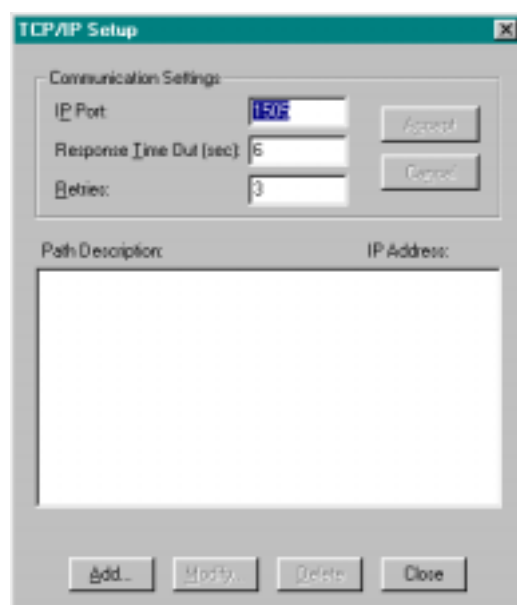 TCP/IP Setup
Communication Settings
IP Port:
1505
Accept
Response Time Out (sec):
6
Cancel
Retries:
3
Path Description:
IP Address:
Add...
Modify...
Delete
Close